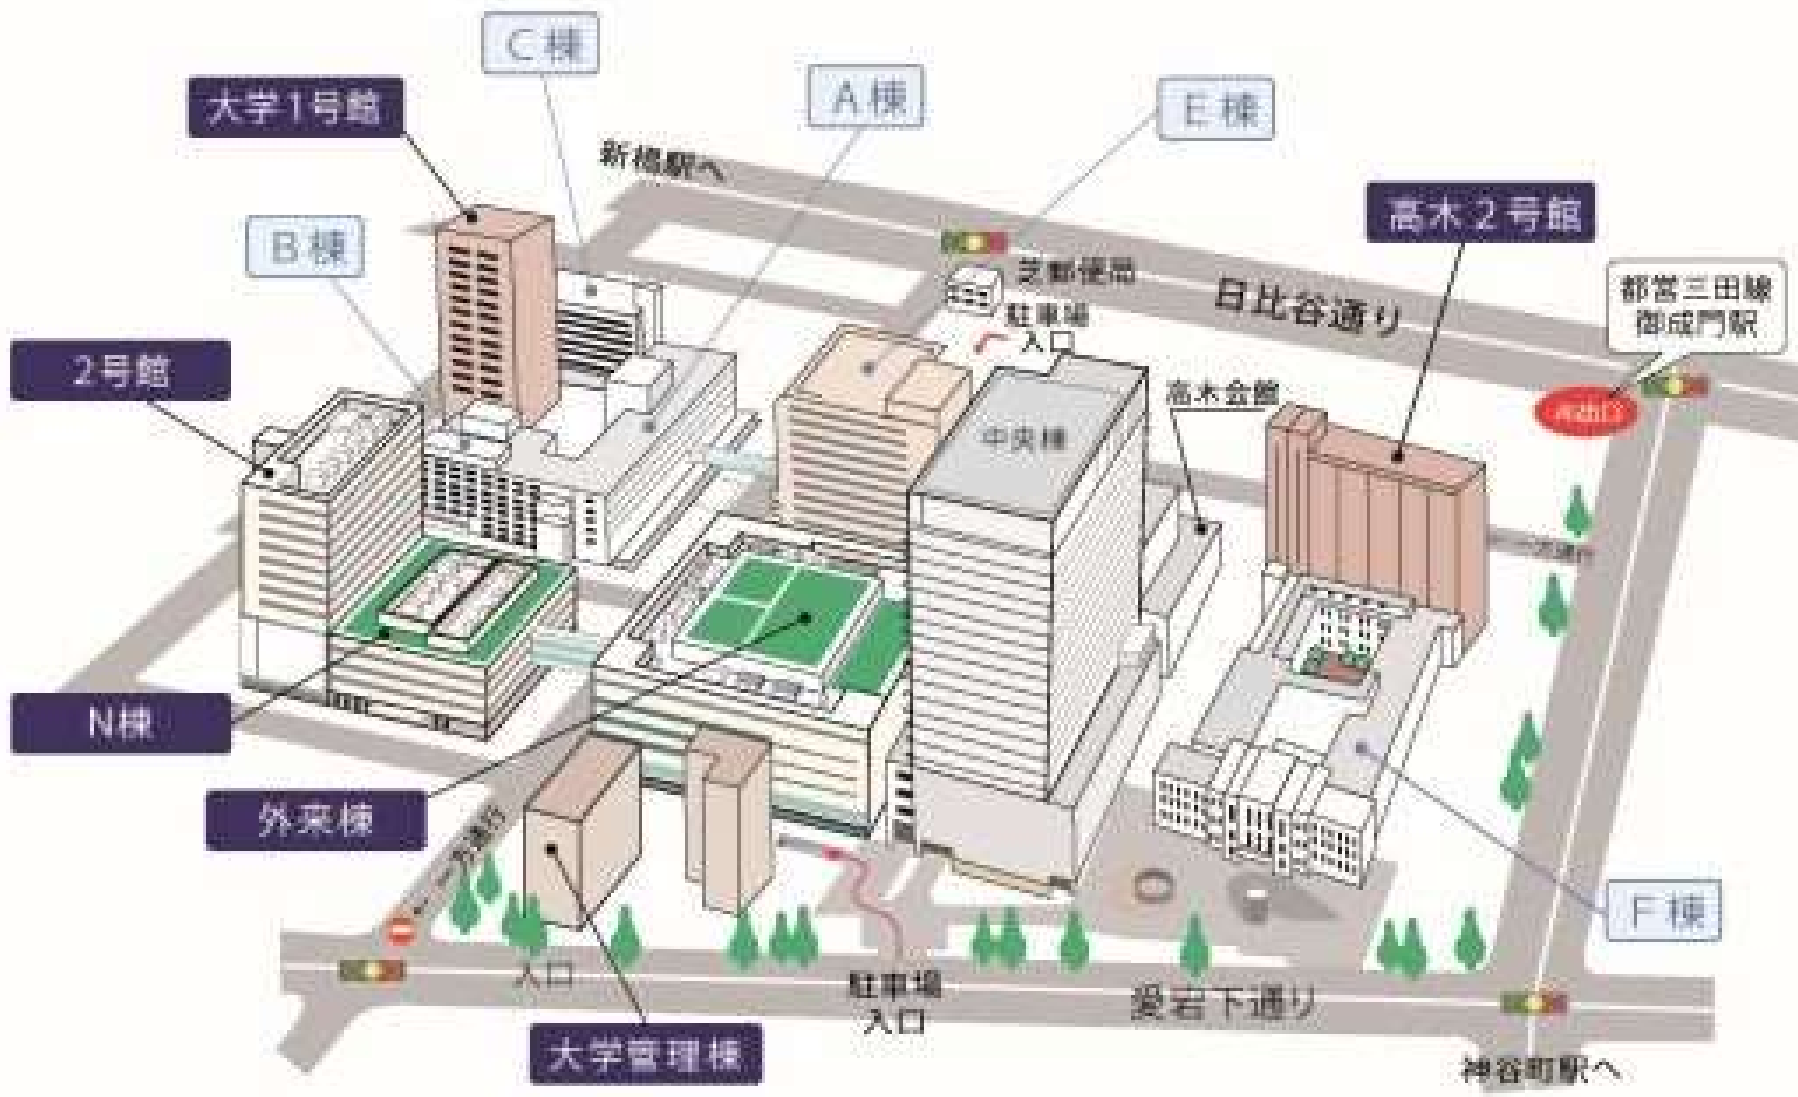 C棟
大学1号館
A棟
E棟
新橋駅へ
高木2号館
B棟
芝郵便局
日比谷通り
都営三田線
御成門駅
駐車場
入口
2号館
高木会館
中央棟
N棟
外来棟
一方通行
F棟
入口
駐車場
入口
愛宕下通り
大学管理棟
神谷町駅へ